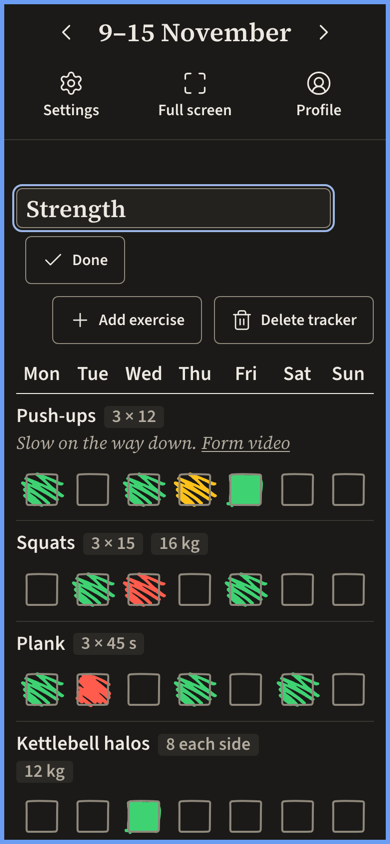 9–15 November
Settings
Full screen
Profile
Strength
Done
Add exercise
Delete tracker
Mon Tue Wed Thu Fri Sat Sun
Push-ups 3 × 12
Slow on the way down. Form video
Squats 3 × 15 16 kg
Plank 3 × 45 s
Kettlebell halos 8 each side
12 kg